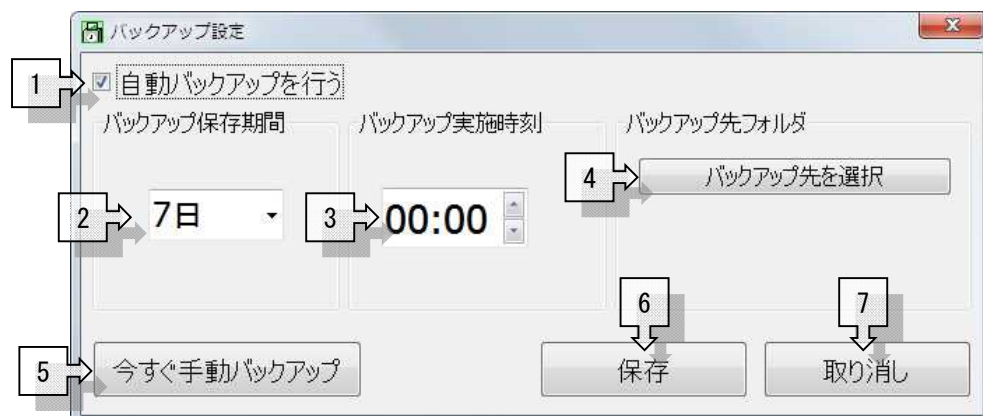 バックアップ設定
1
自動バックアップを行う
バックアップ保存期間
バックアップ実施時刻
バックアップ先フォルダ
4
バックアップ先を選択
2
7日
3
00:00
6
7
5
今すぐ手動バックアップ
保存
取り消し